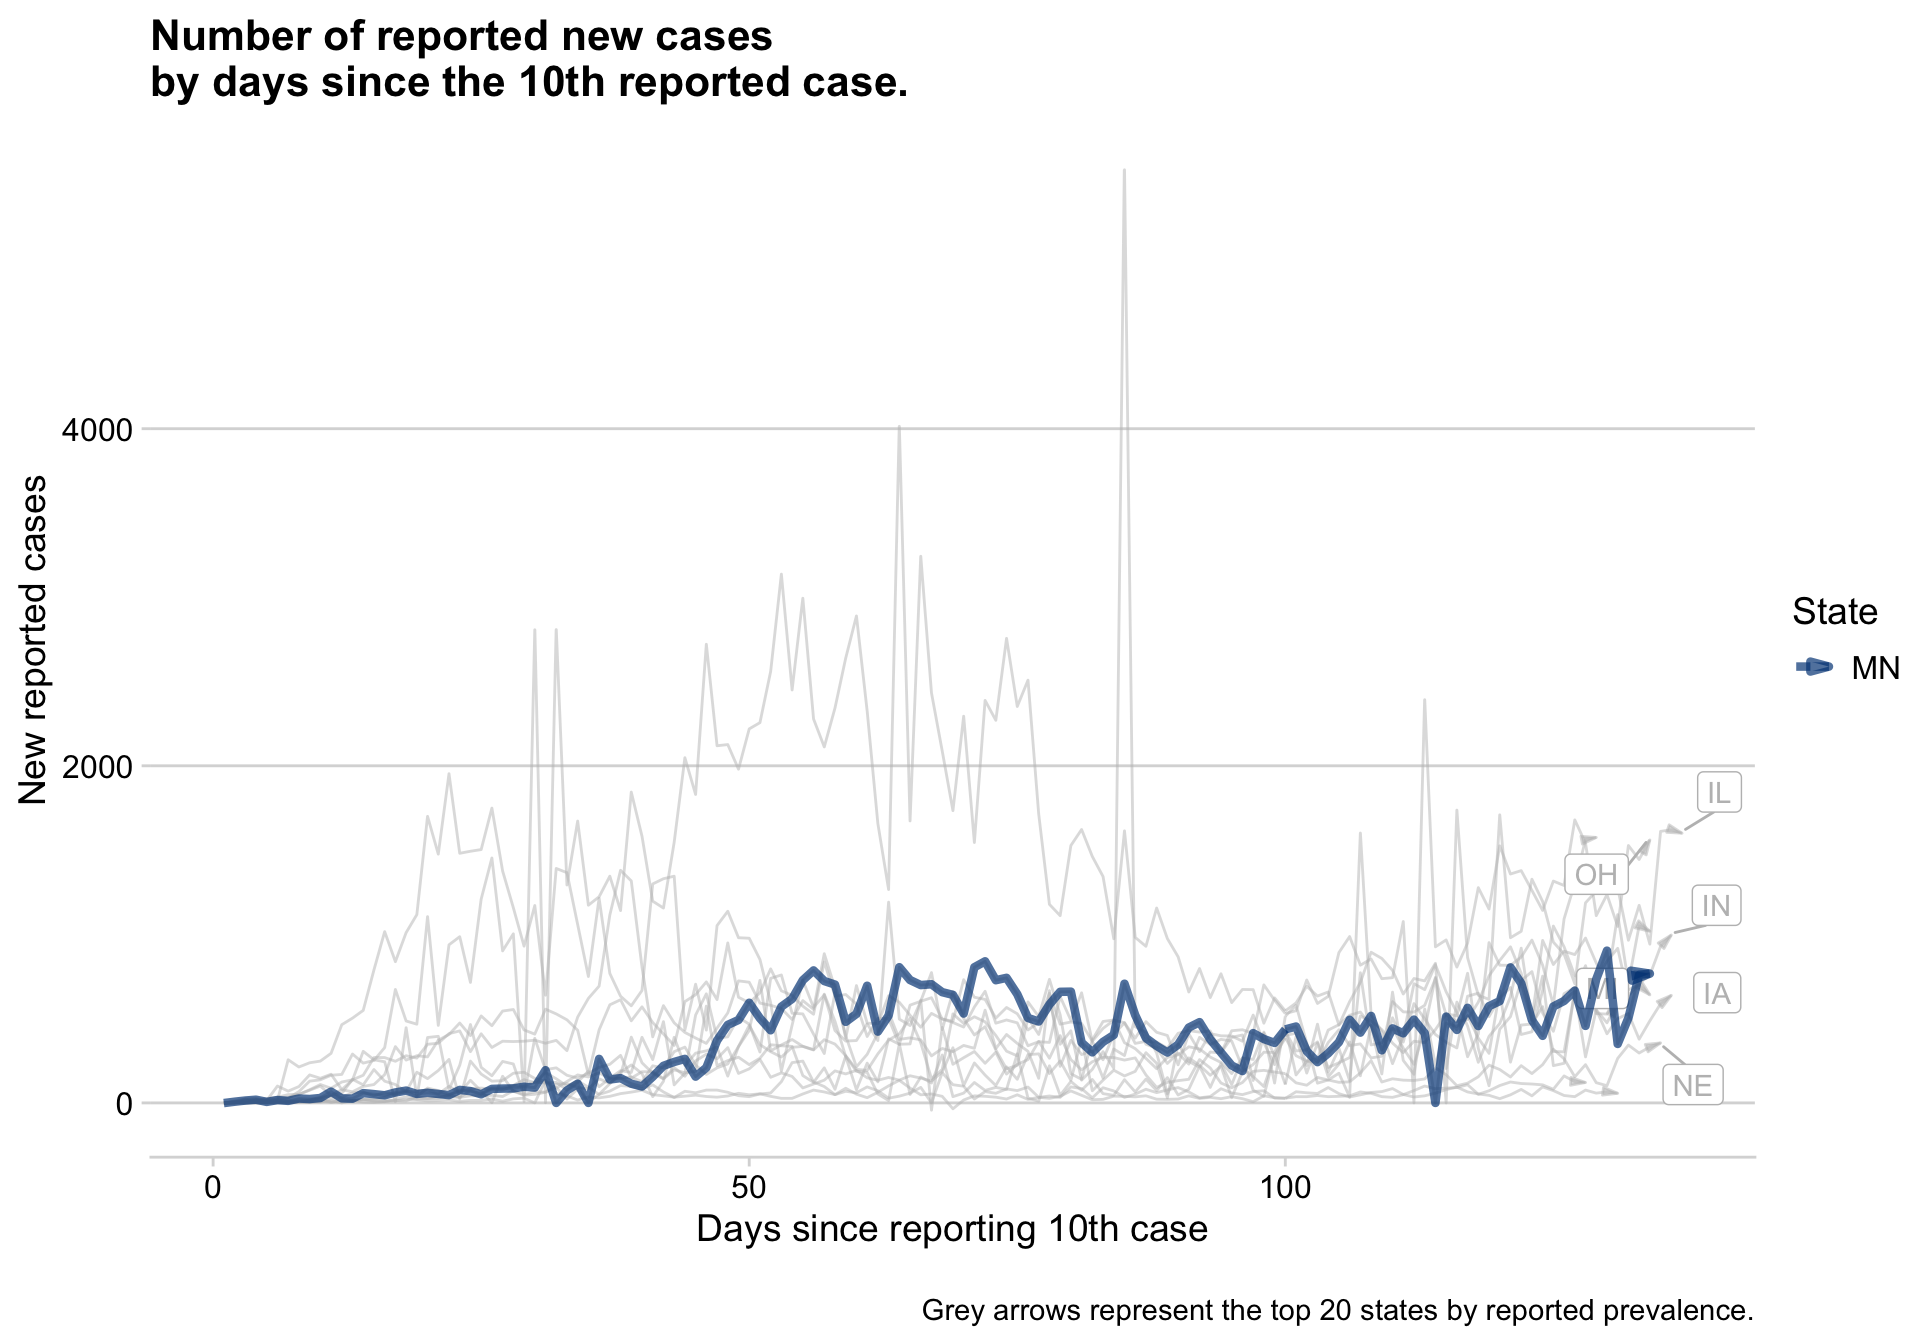 Number of reported new cases
by days since the 10th reported case.
New reported cases
4000
2000
0
0
50
100
Days since reporting 10th case
IL
OH
IN
IA
NE
State
MN
Grey arrows represent the top 20 states by reported prevalence.